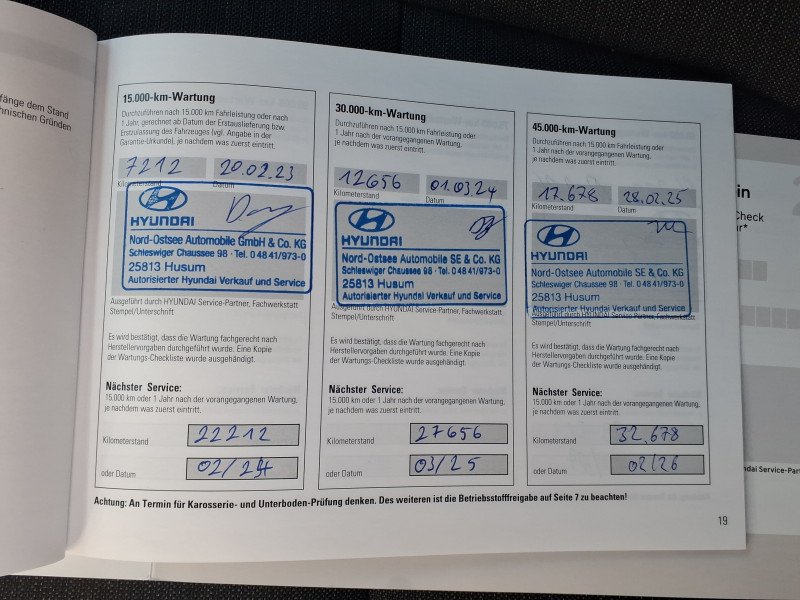 fänge dem Stand
hnischen Gründen
15.000-km-Wartung
Durchzuführen nach 15.000 km Fahrleistung oder nach
1 Jahr, gerechnet ab Datum der Erstauslieferung bzw.
Erstzulassung des Fahrzeuges (vgl. Angabe in der
Garantie-Urkunde), je nachdem was zuerst eintritt.
7212 20.02.23
Kilometerstand Datum
HYUNDAI
Nord-Ostsee Automobile GmbH & Co. KG
Schleswiger Chaussee 98 · Tel. 0 48 41/973-0
25813 Husum
Autorisierter Hyundai Verkauf und Service
Ausgeführt durch HYUNDAI Service-Partner, Fachwerkstatt
Stempel/Unterschrift
Es wird bestätigt, dass die Wartung fachgerecht nach
Herstellervorgaben durchgeführt wurde. Eine Kopie
der Wartungs-Checkliste wurde ausgehändigt.
Nächster Service:
15.000 km oder 1 Jahr nach der vorangegangenen Wartung,
je nachdem was zuerst eintritt.
Kilometerstand 22212
oder Datum 02/24
30.000-km-Wartung
Durchzuführen nach 15.000 km Fahrleistung oder
1 Jahr nach der vorangegangenen Wartung,
je nachdem was zuerst eintritt.
12656 01.03.24
Kilometerstand Datum
HYUNDAI
Nord-Ostsee Automobile SE & Co. KG
Schleswiger Chaussee 98 · Tel. 0 48 41/973-0
25813 Husum
Autorisierter Hyundai Verkauf und Service
Ausgeführt durch HYUNDAI Service-Partner, Fachwerkstatt
Stempel/Unterschrift
Es wird bestätigt, dass die Wartung fachgerecht nach
Herstellervorgaben durchgeführt wurde. Eine Kopie
der Wartungs-Checkliste wurde ausgehändigt.
Nächster Service:
15.000 km oder 1 Jahr nach der vorangegangenen Wartung,
je nachdem was zuerst eintritt.
Kilometerstand 27656
oder Datum 03/25
45.000-km-Wartung
Durchzuführen nach 15.000 km Fahrleistung oder
1 Jahr nach der vorangegangenen Wartung,
je nachdem was zuerst eintritt.
17.678 28.02.25
Kilometerstand Datum
HYUNDAI
Nord-Ostsee Automobile SE & Co. KG
Schleswiger Chaussee 98 · Tel. 0 48 41/973-0
25813 Husum
Autorisierter Hyundai Verkauf und Service
Ausgeführt durch HYUNDAI Service-Partner, Fachwerkstatt
Stempel/Unterschrift
Es wird bestätigt, dass die Wartung fachgerecht nach
Herstellervorgaben durchgeführt wurde. Eine Kopie
der Wartungs-Checkliste wurde ausgehändigt.
Nächster Service:
15.000 km oder 1 Jahr nach der vorangegangenen Wartung,
je nachdem was zuerst eintritt.
Kilometerstand 32.678
oder Datum 02/26
Achtung: An Termin für Karosserie- und Unterboden-Prüfung denken. Des weiteren ist die Betriebsstofffreigabe auf Seite 7 zu beachten!
19
in
Check
ur*
dai Service-Part